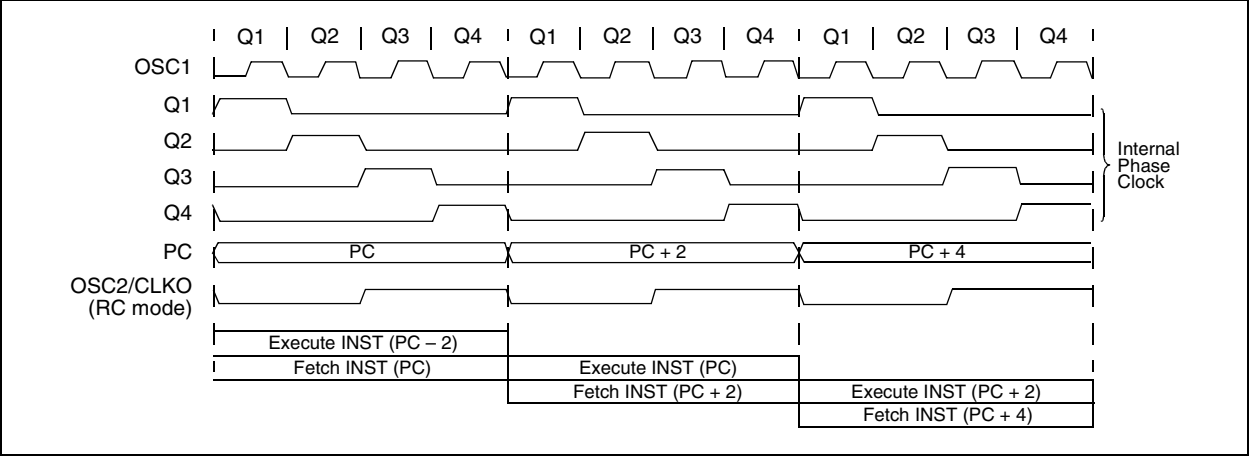 Q1 Q2 Q3 Q4 Q1 Q2 Q3 Q4 Q1 Q2 Q3 Q4
OSC1
Q1
Q2
Q3
Q4
Internal
Phase
Clock
PC PC PC + 2 PC + 4
OSC2/CLKO
(RC mode)
Execute INST (PC – 2)
Fetch INST (PC) Execute INST (PC)
Fetch INST (PC + 2) Execute INST (PC + 2)
Fetch INST (PC + 4)